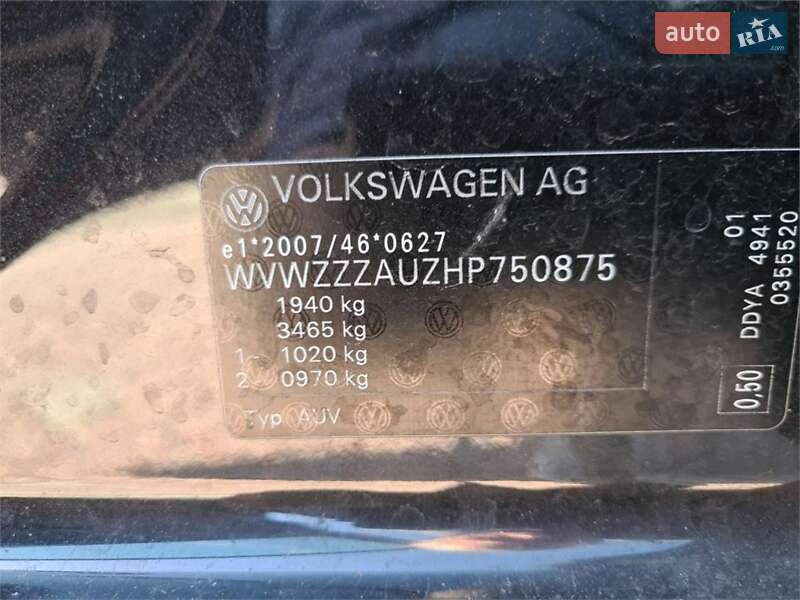 auto RIA
.com
VOLKSWAGEN AG
e1*2007/46*0627
WVWZZZAUZHP750875
1940 kg
3465 kg
1 1020 kg
2 0970 kg
Typ AUV
01
DDYA 4941
0,50 0355520